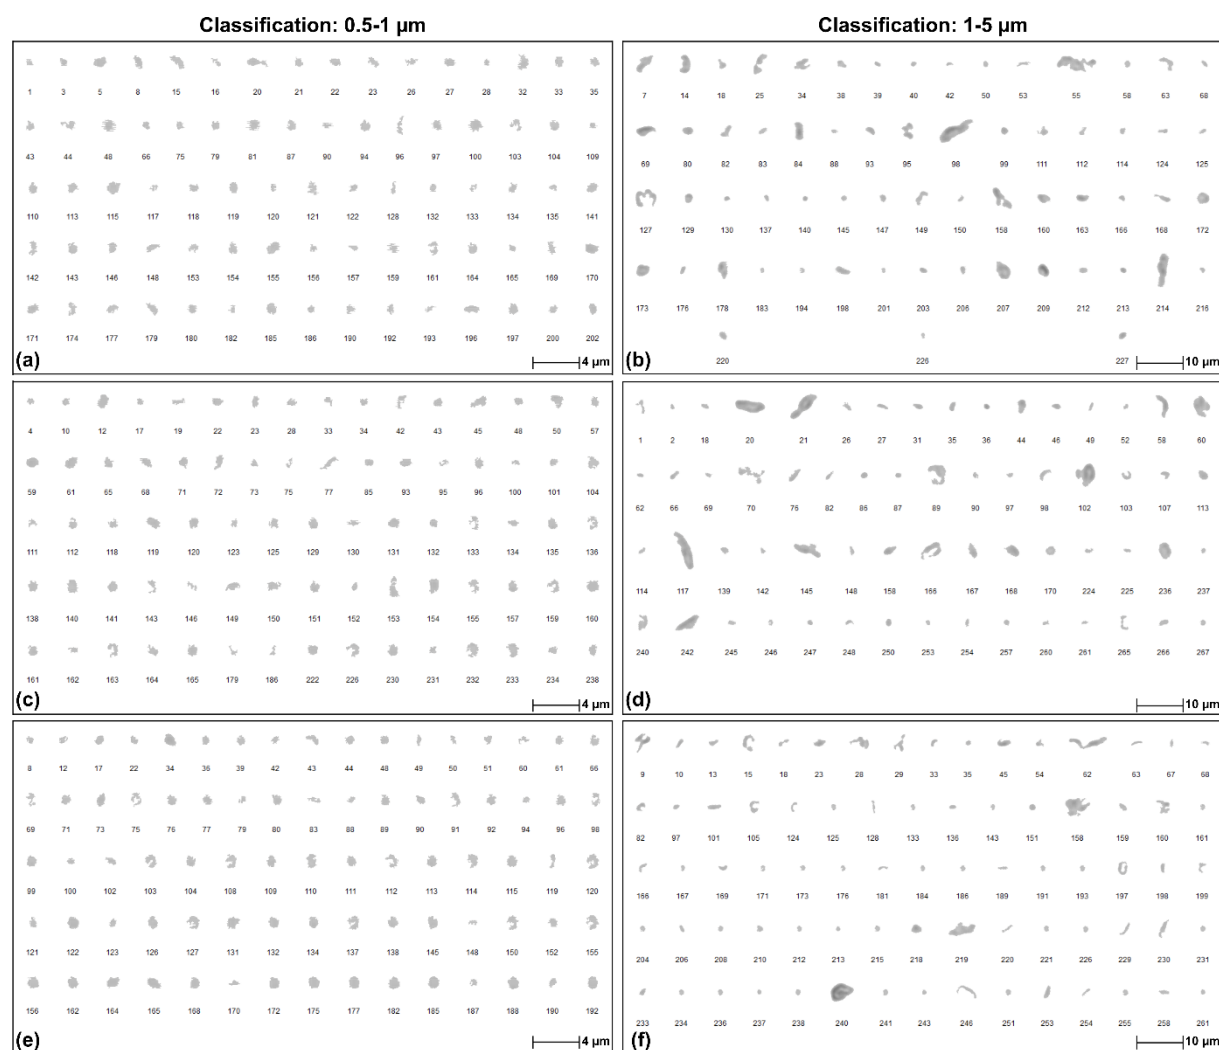 Classification: 0.5-1 µm
1 3 5 8 15 16 20 21 22 23 26 27 28 32 33 35
43 44 48 66 75 79 81 87 90 94 96 97 100 103 104 109
110 113 115 117 118 119 120 121 122 128 132 133 134 135 141
142 143 146 148 153 154 155 156 157 159 161 164 165 169 170
171 174 177 179 180 182 185 186 190 192 193 196 197 200 202
(a)
4 µm
Classification: 1-5 µm
7 14 18 25 34 38 39 40 42 50 53 55 58 63 68
69 80 82 83 84 88 93 95 98 99 111 112 114 124 125
127 129 130 137 140 145 147 149 150 158 160 163 166 168 172
173 176 178 183 194 198 201 203 206 207 209 212 213 214 216
220 226 227
(b)
10 µm
4 10 12 17 19 22 23 28 33 34 42 43 45 48 50 57
59 61 65 68 71 72 73 75 77 85 93 95 96 100 101 104
111 112 118 119 120 123 125 129 130 131 132 133 134 135 136
138 140 141 143 146 149 150 151 152 153 154 155 157 159 160
161 162 163 164 165 179 186 222 226 230 231 232 233 234 238
(c)
4 µm
1 2 18 20 21 26 27 31 35 36 44 46 49 52 58 60
62 66 69 70 76 82 86 87 89 90 97 98 102 103 107 113
114 117 139 142 145 148 158 166 167 168 170 224 225 236 237
240 242 245 246 247 248 250 253 254 257 260 261 265 266 267
(d)
10 µm
8 12 17 22 34 36 39 42 43 44 48 49 50 51 60 61 66
69 71 73 75 76 77 79 80 83 88 89 90 91 92 94 96 98
99 100 102 103 104 108 109 110 111 112 113 114 115 119 120
121 122 123 126 127 131 132 134 137 138 145 148 150 152 155
156 162 164 165 168 170 172 175 177 182 185 187 188 190 192
(e)
4 µm
9 10 13 15 18 23 28 29 33 35 45 54 62 63 67 68
82 97 101 105 124 125 128 133 136 143 151 158 159 160 161
166 167 169 171 173 176 181 184 186 189 191 193 197 198 199
204 206 208 210 212 213 215 218 219 220 221 226 229 230 231
233 234 236 237 238 240 241 243 246 251 253 254 255 258 261
(f)
10 µm